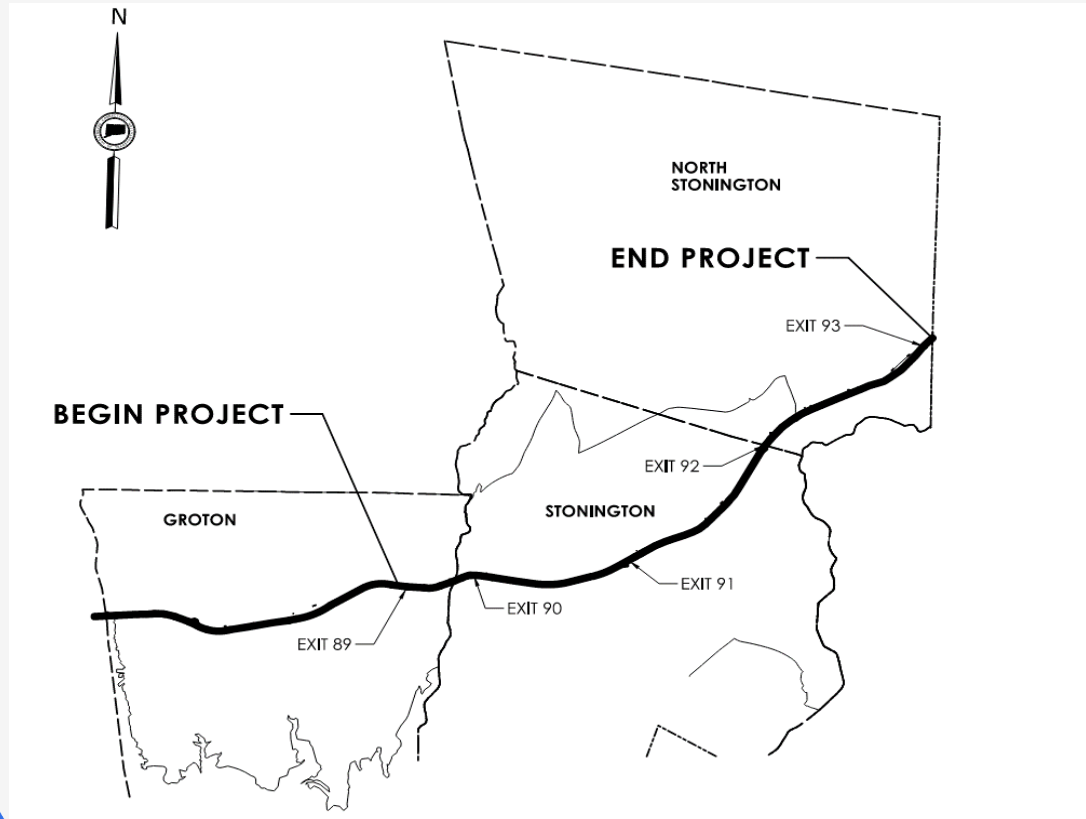 N
NORTH
STONINGTON
END PROJECT
EXIT 93
BEGIN PROJECT
EXIT 92
STONINGTON
GROTON
EXIT 91
EXIT 90
EXIT 89